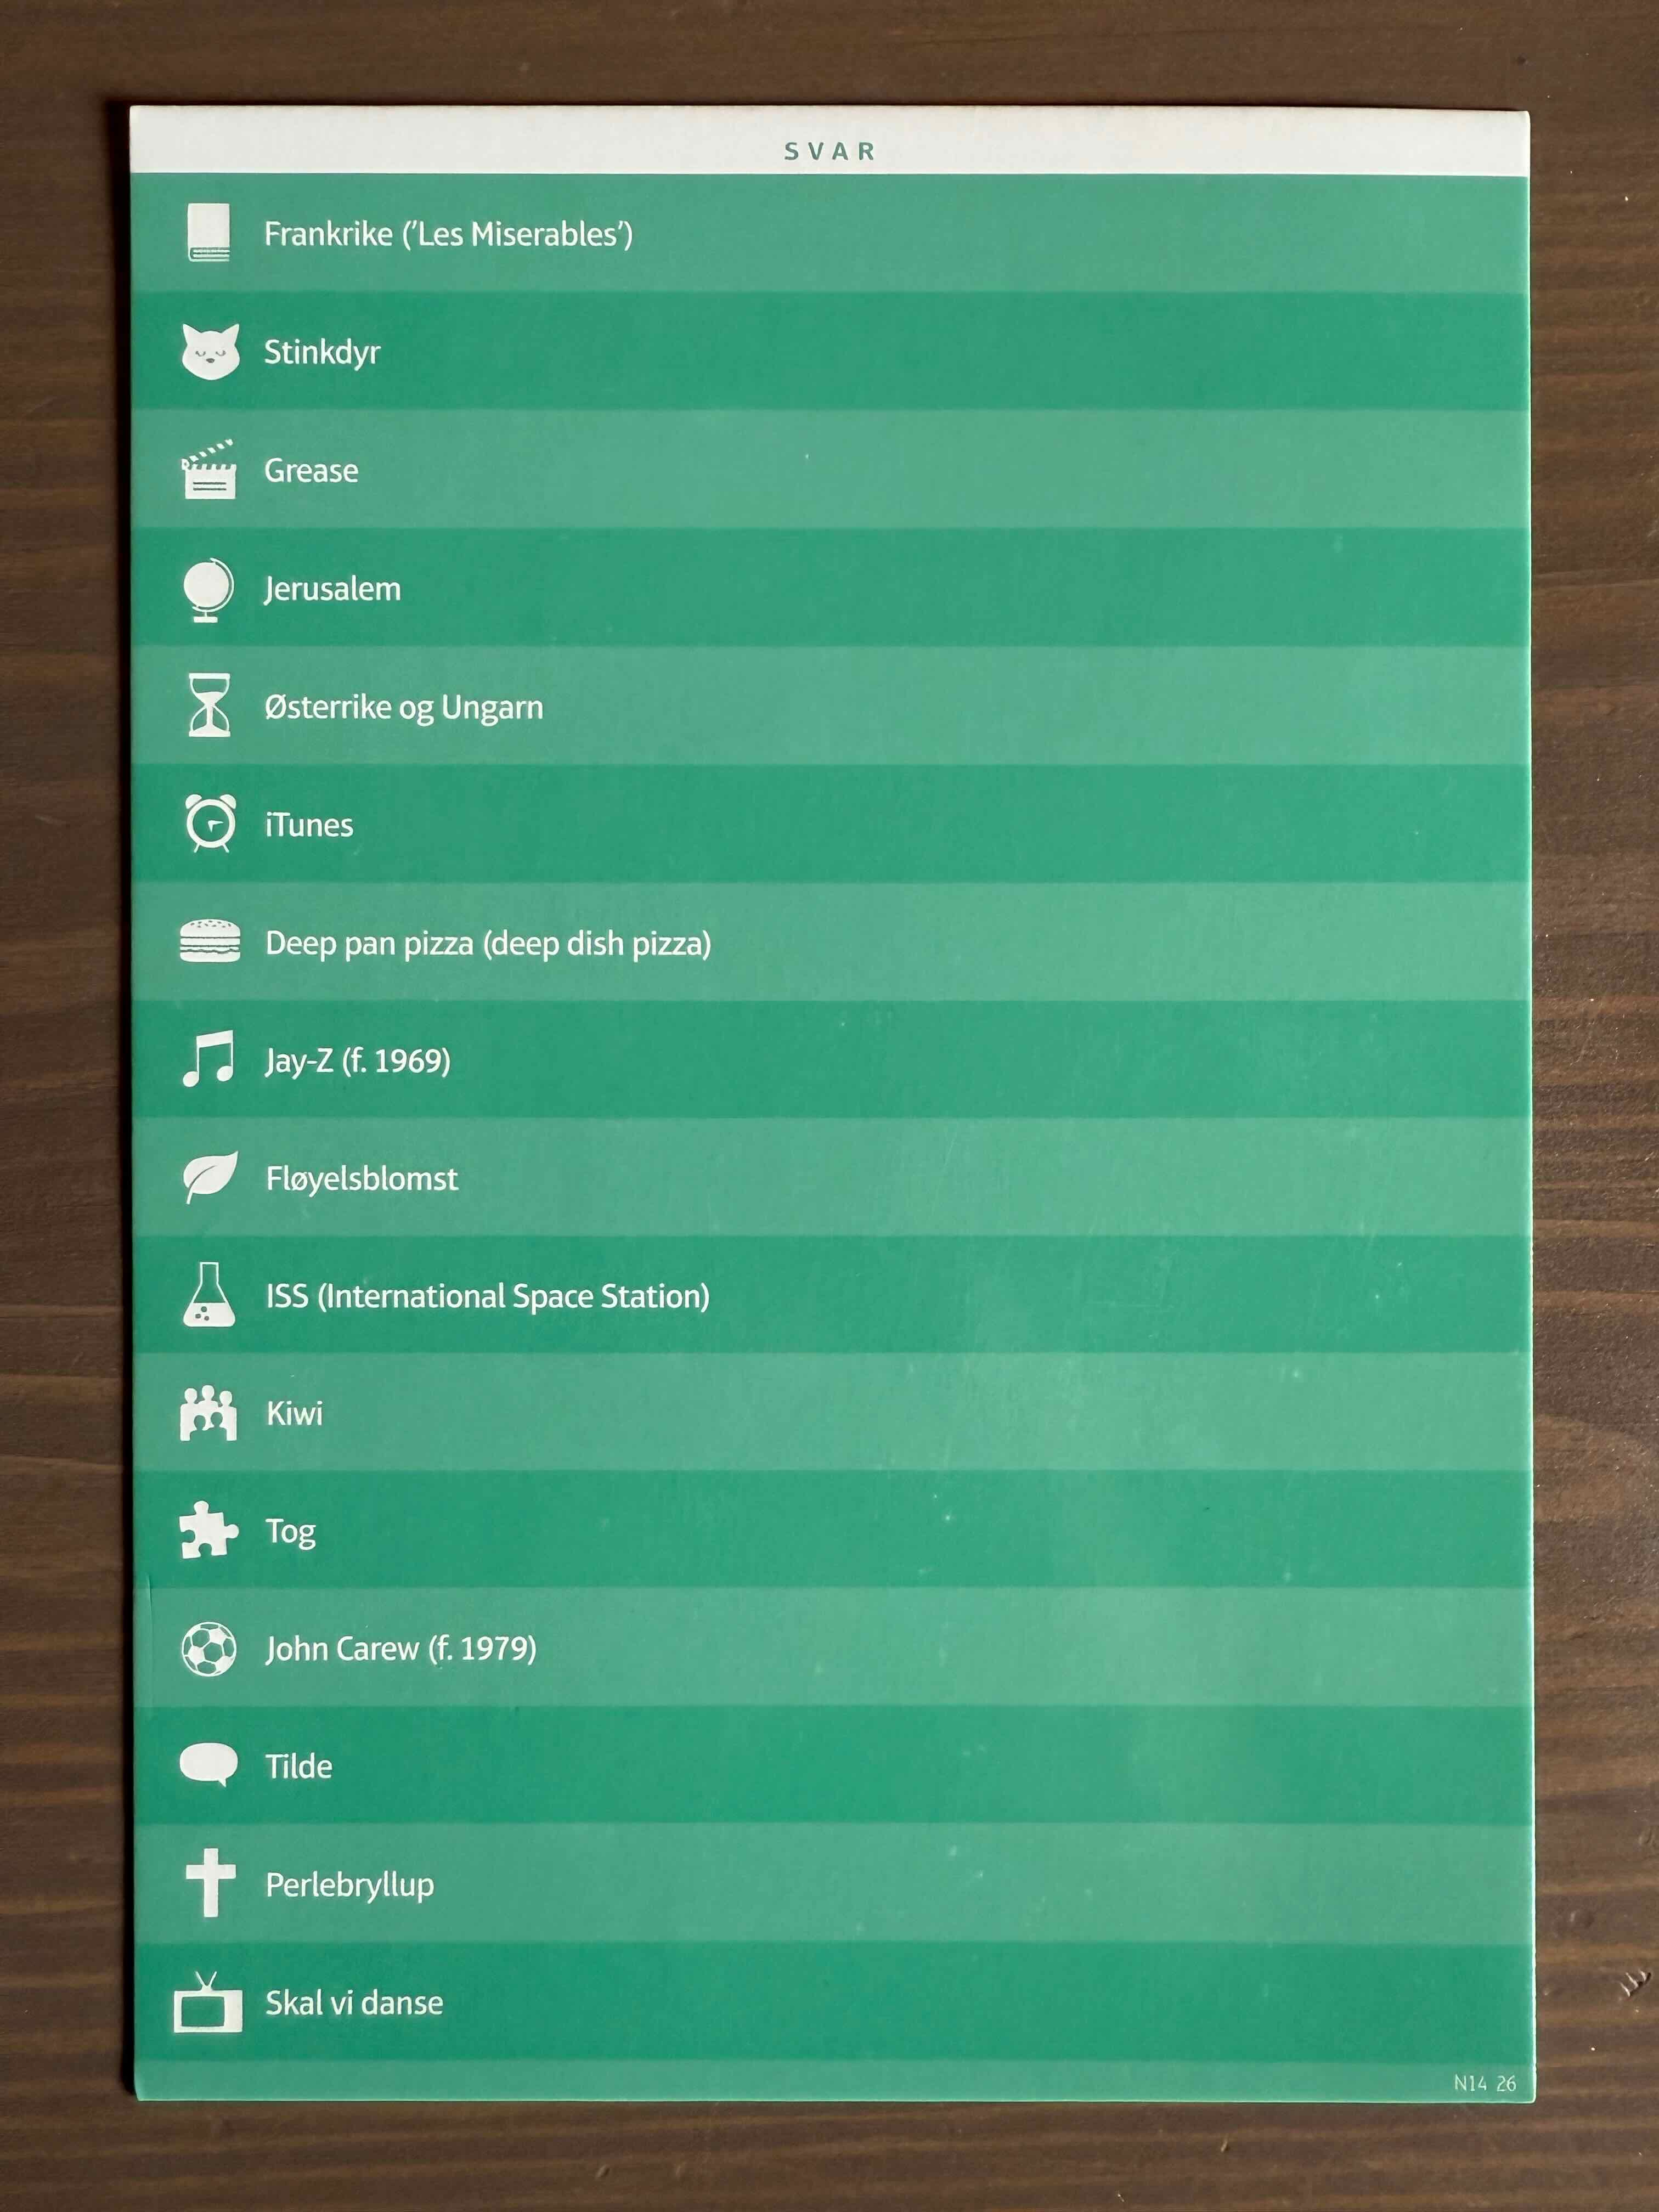 SVAR
Frankrike ('Les Miserables')
Stinkdyr
Grease
Jerusalem
Østerrike og Ungarn
iTunes
Deep pan pizza (deep dish pizza)
Jay-Z (f. 1969)
Fløyelsblomst
ISS (International Space Station)
Kiwi
Tog
John Carew (f. 1979)
Tilde
Perlebryllup
Skal vi danse
N14 26